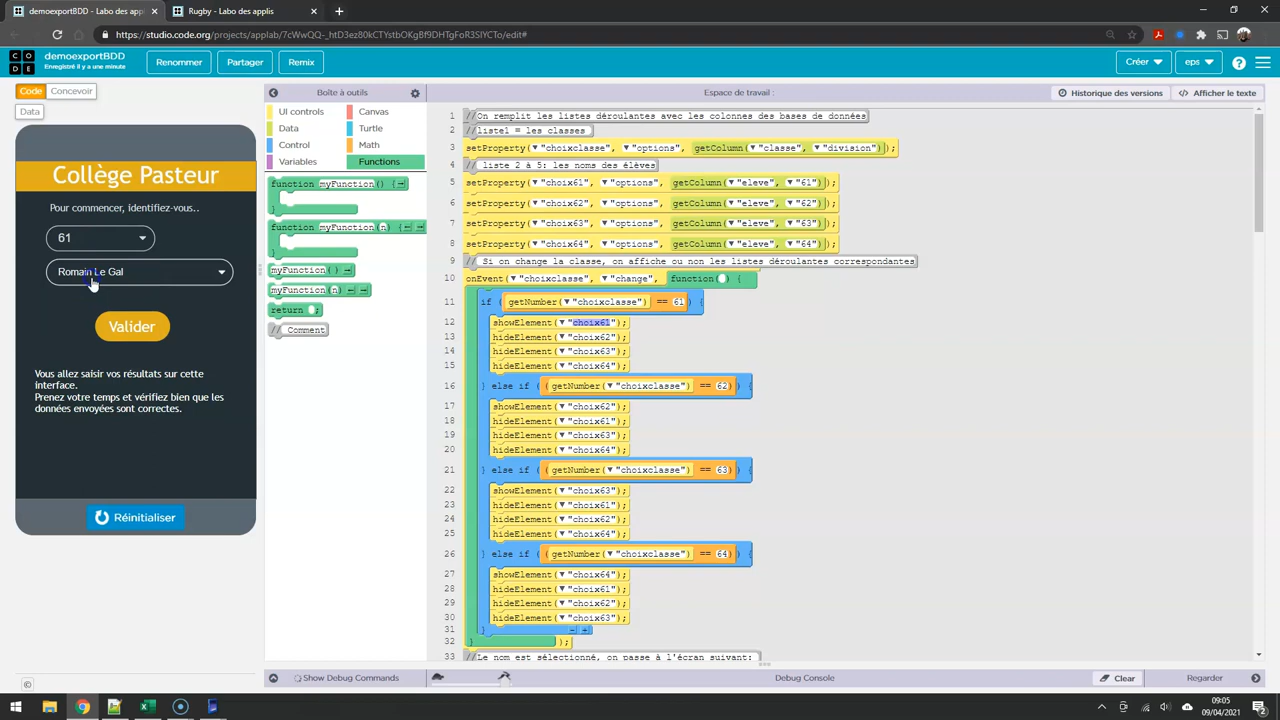 demoexportBDD - Labo des applis
Rugby - Labo des applis
https://studio.code.org/projects/applab/7cWwQQ-_htD3ez80kCTYstbOKgBf9DHTgFoR3SlYCTo/edit#
CODE
demoexportBDD
Enregistré il y a une minute
Renommer
Partager
Remix
Créer
eps
Code
Concevoir
Data
Boîte à outils
Espace de travail :
Historique des versions
</> Afficher le texte
UI controls
Canvas
Data
Turtle
Control
Math
Variables
Functions
function myFunction() {
}
function myFunction(n) {
}
myFunction()
myFunction(n)
return ;
// Comment
Collège Pasteur
Pour commencer, identifiez-vous..
61
Romain Le Gal
Valider
Vous allez saisir vos résultats sur cette
interface.
Prenez votre temps et vérifiez bien que les
données envoyées sont correctes.
Réinitialiser
1 //On remplit les listes déroulantes avec les colonnes des bases de données
2 //liste1 = les classes
3 setProperty("choixclasse", "options", getColumn("classe", "division"));
4 // liste 2 à 5: les noms des élèves
5 setProperty("choix61", "options", getColumn("eleve", "61"));
6 setProperty("choix62", "options", getColumn("eleve", "62"));
7 setProperty("choix63", "options", getColumn("eleve", "63"));
8 setProperty("choix64", "options", getColumn("eleve", "64"));
9 // Si on change la classe, on affiche ou non les listes déroulantes correspondantes
10 onEvent("choixclasse", "change", function() {
11 if (getNumber("choixclasse") == 61) {
12 showElement("choix61");
13 hideElement("choix62");
14 hideElement("choix63");
15 hideElement("choix64");
16 } else if ((getNumber("choixclasse") == 62)) {
17 showElement("choix62");
18 hideElement("choix61");
19 hideElement("choix63");
20 hideElement("choix64");
21 } else if ((getNumber("choixclasse") == 63)) {
22 showElement("choix63");
23 hideElement("choix61");
24 hideElement("choix62");
25 hideElement("choix64");
26 } else if ((getNumber("choixclasse") == 64)) {
27 showElement("choix64");
28 hideElement("choix61");
29 hideElement("choix62");
30 hideElement("choix63");
31 } - +
32 } );
33 //Le nom est sélectionné, on passe à l'écran suivant:
Show Debug Commands
Debug Console
Clear
Regarder
09:05
09/04/2021
2